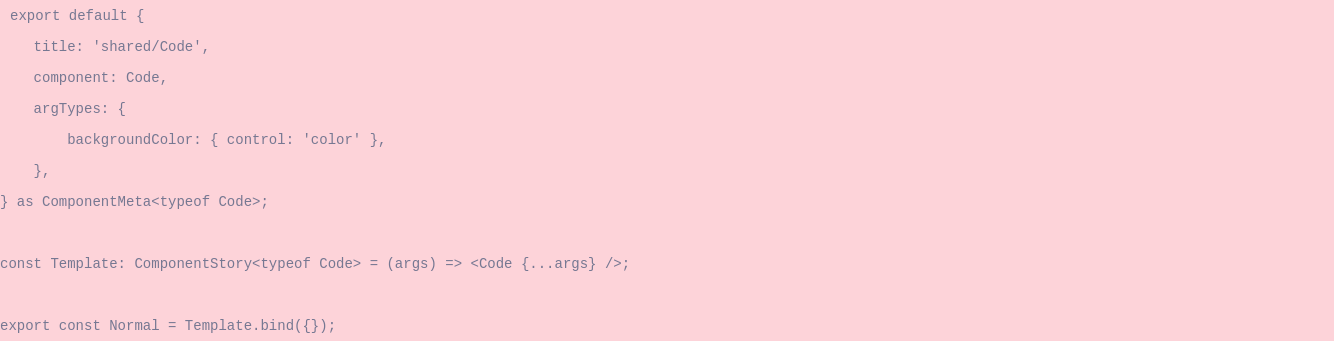 export default {
    title: 'shared/Code',
    component: Code,
    argTypes: {
        backgroundColor: { control: 'color' },
    },
} as ComponentMeta<typeof Code>;

const Template: ComponentStory<typeof Code> = (args) => <Code {...args} />;

export const Normal = Template.bind({});